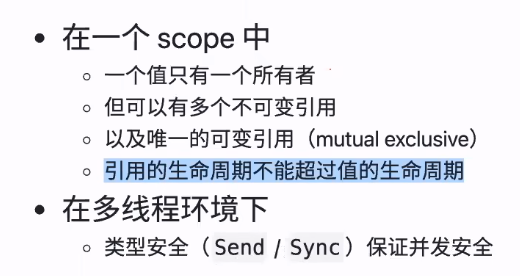 在一个 scope 中
一个值只有一个所有者
但可以有多个不可变引用
以及唯一的可变引用（mutual exclusive）
引用的生命周期不能超过值的生命周期
在多线程环境下
类型安全（Send / Sync）保证并发安全